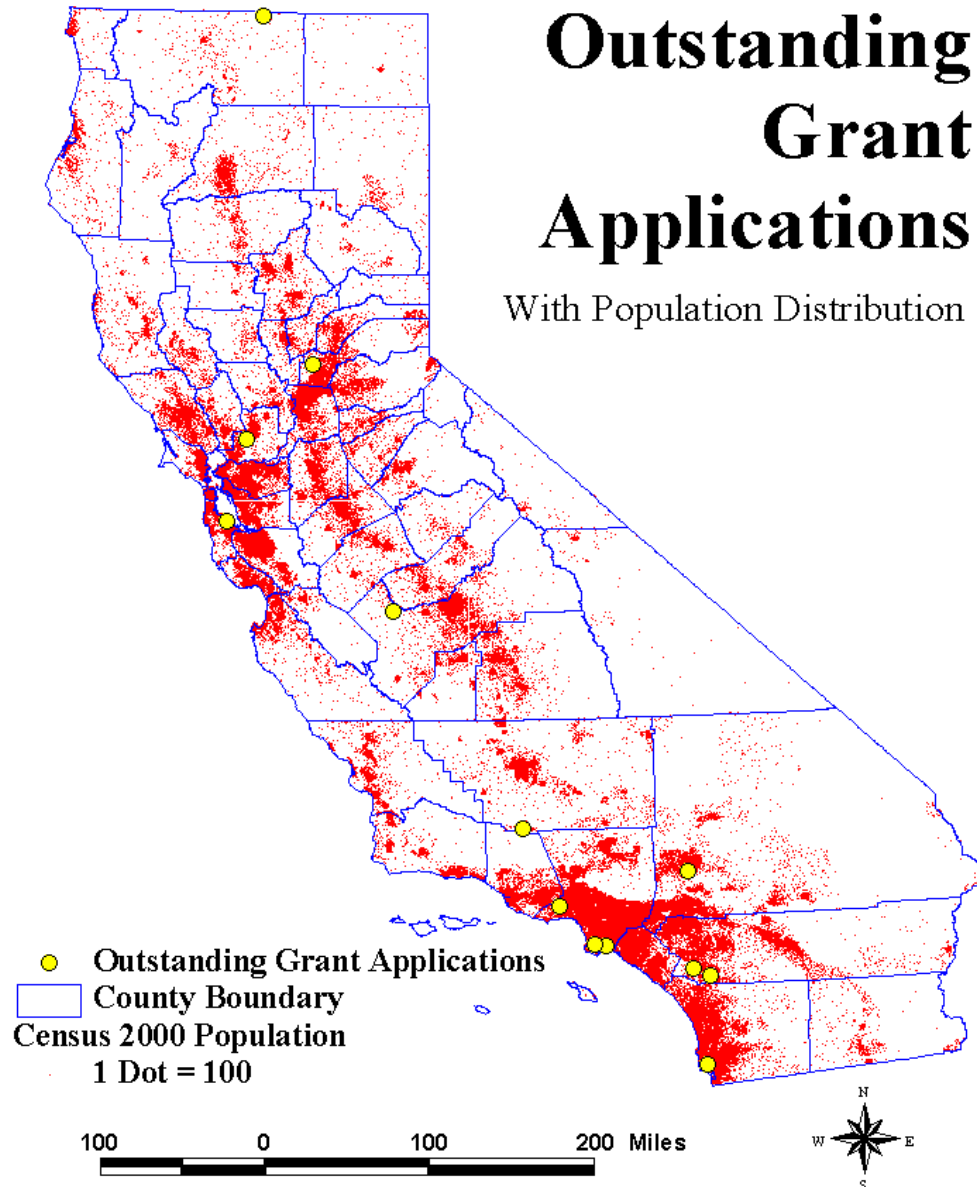 Outstanding
Grant
Applications
With Population Distribution
Outstanding Grant Applications
County Boundary
Census 2000 Population
1 Dot = 100
100 0 100 200 Miles
N
W E
S